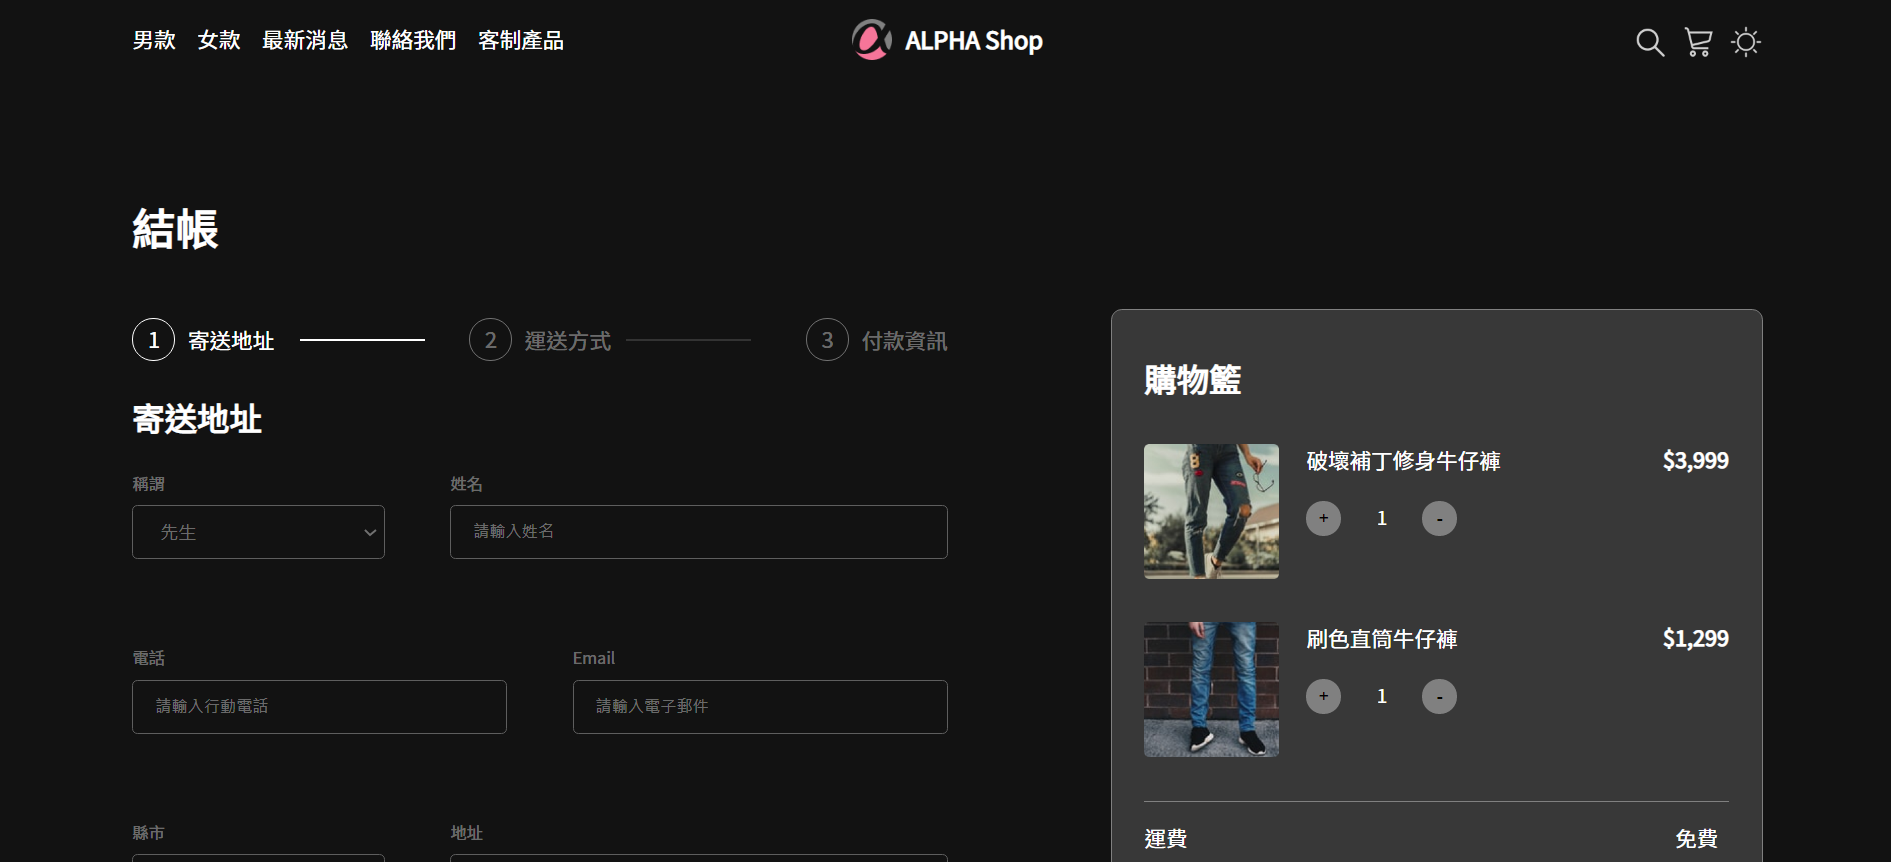 男款 女款 最新消息 聯絡我們 客制產品
ALPHA Shop
結帳
1 寄送地址 2 運送方式 3 付款資訊
寄送地址
稱謂 姓名
先生 請輸入姓名
電話 Email
請輸入行動電話 請輸入電子郵件
縣市 地址
購物籃
破壞補丁修身牛仔褲 $3,999
+ 1 -
刷色直筒牛仔褲 $1,299
+ 1 -
運費 免費